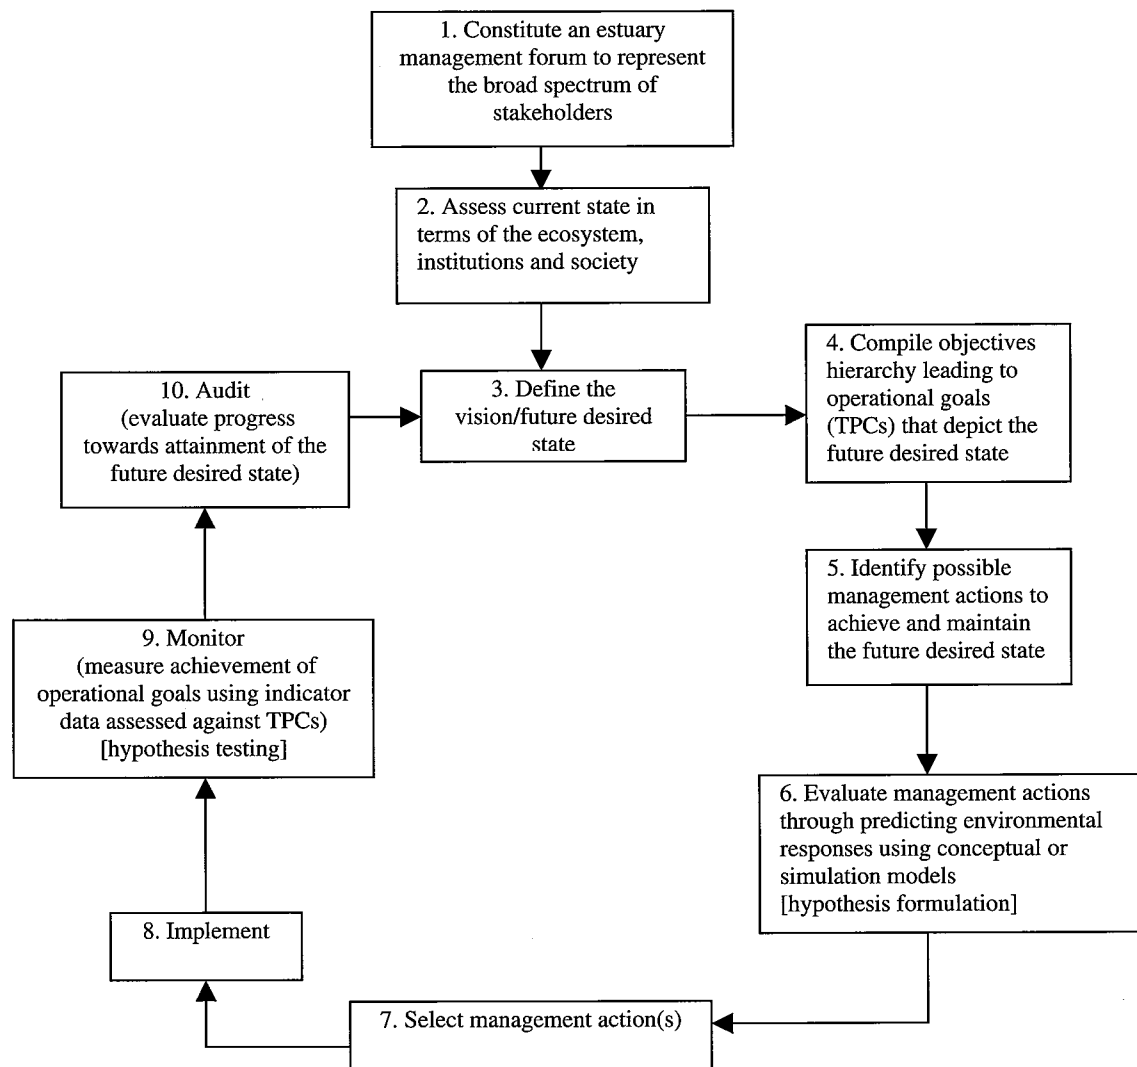 1. Constitute an estuary
management forum to represent
the broad spectrum of
stakeholders
2. Assess current state in
terms of the ecosystem,
institutions and society
3. Define the
vision/future desired
state
4. Compile objectives
hierarchy leading to
operational goals
(TPCs) that depict the
future desired state
5. Identify possible
management actions to
achieve and maintain
the future desired state
6. Evaluate management actions
through predicting environmental
responses using conceptual or
simulation models
[hypothesis formulation]
7. Select management action(s)
8. Implement
9. Monitor
(measure achievement of
operational goals using indicator
data assessed against TPCs)
[hypothesis testing]
10. Audit
(evaluate progress
towards attainment of the
future desired state)